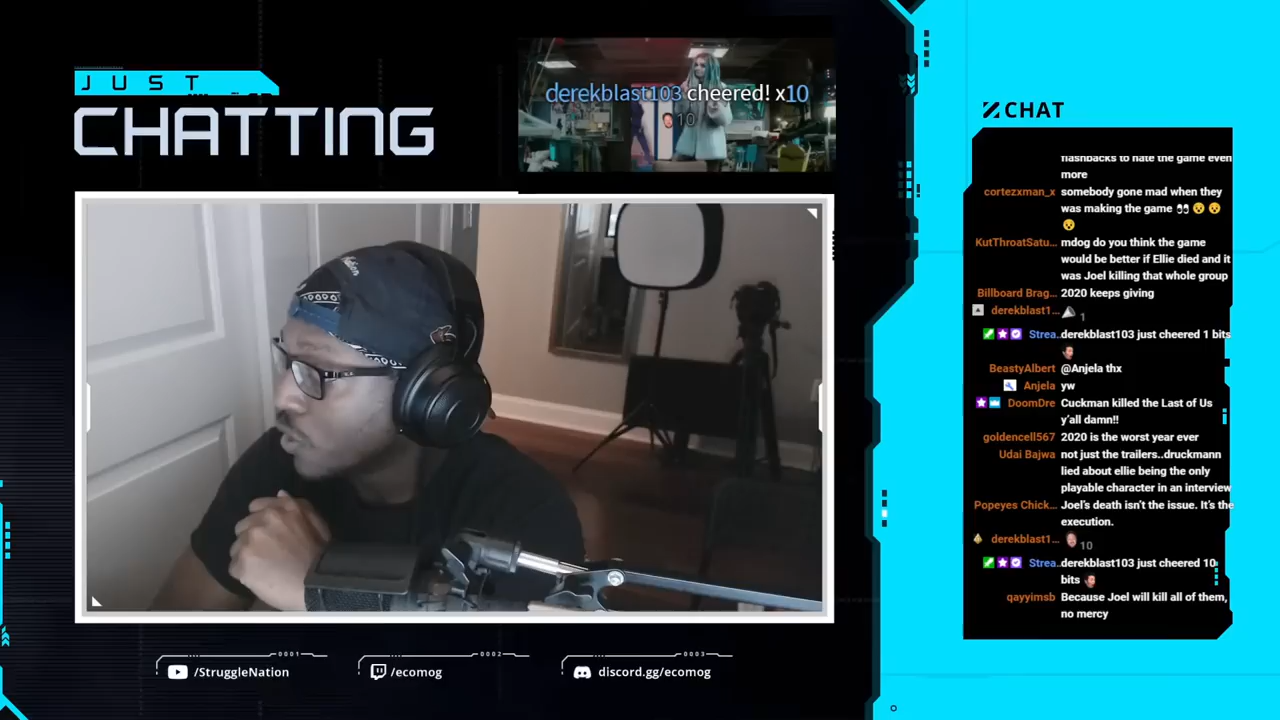 JUST
CHATTING
derekblast103 cheered! x10
10
CHAT
flashbacks to hate the game even
more
cortezxman_x somebody gone mad when they
was making the game 👀 😮 😮
😮
KutThroatSatu... mdog do you think the game
would be better if Ellie died and it
was Joel killing that whole group
Billboard Brag... 2020 keeps giving
derekblast1... 1
Strea.. derekblast103 just cheered 1 bits
BeastyAlbert @Anjela thx
Anjela yw
DoomDre Cuckman killed the Last of Us
y'all damn!!
goldencell567 2020 is the worst year ever
Udai Bajwa not just the trailers..druckmann
lied about ellie being the only
playable character in an interview
Popeyes Chick... Joel's death isn't the issue. It's the
execution.
derekblast1... 10
Strea.. derekblast103 just cheered 10
bits
qayyimsb Because Joel will kill all of them,
no mercy
0001
/StruggleNation
0002
/ecomog
0003
discord.gg/ecomog